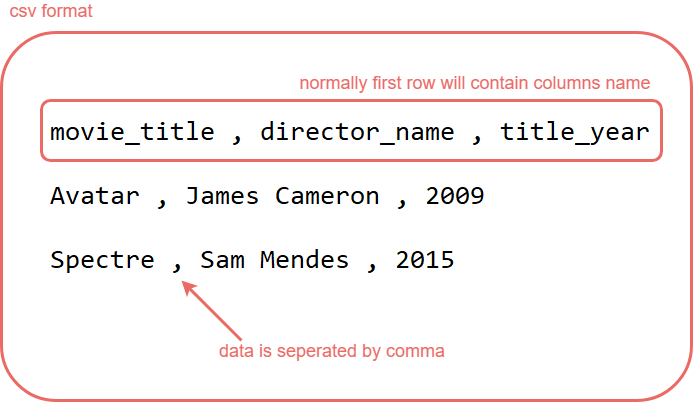 csv format
normally first row will contain columns name
movie_title , director_name , title_year
Avatar , James Cameron , 2009
Spectre , Sam Mendes , 2015
data is seperated by comma